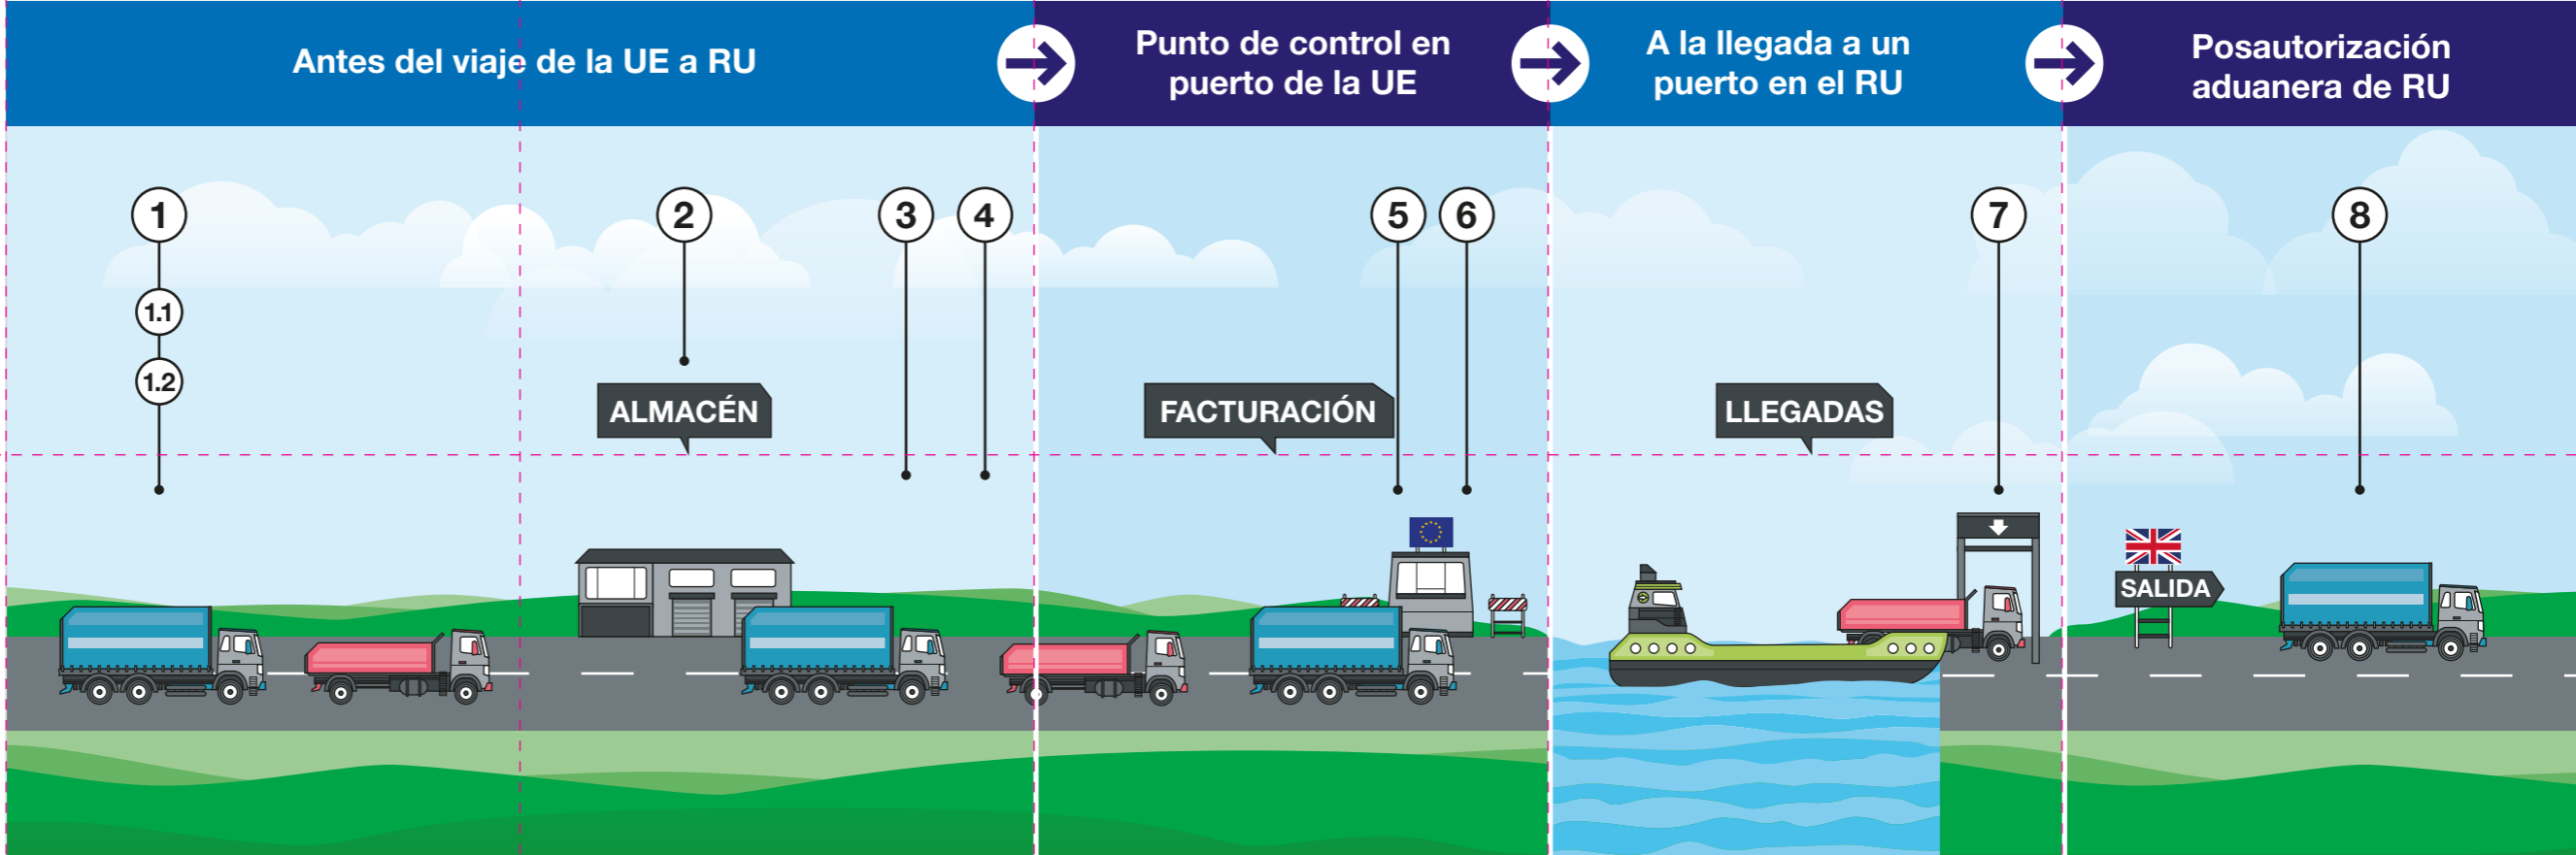 Antes del viaje de la UE a RU
Punto de control en
puerto de la UE
A la llegada a un
puerto en el RU
Posautorización
aduanera de RU
1
1.1
1.2
2
3
4
5
6
7
8
ALMACÉN
FACTURACIÓN
LLEGADAS
SALIDA